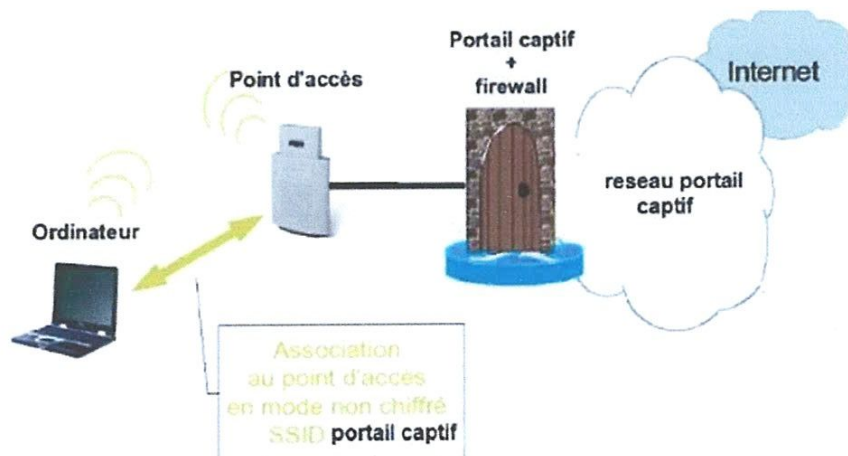 Portail captif
+
firewall
Internet
Point d'accès
reseau portail
captif
Ordinateur
Association
au point d'accès
en mode non chiffré
SSID portail captif